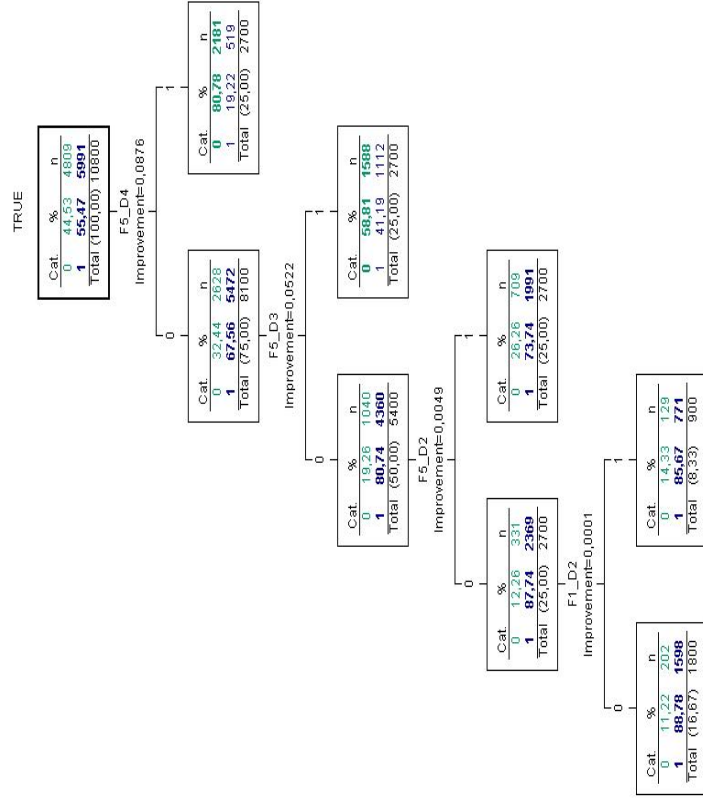 TRUE
Cat. % n
0 44,53 4809
1 55,47 5991
Total (100,00) 10800
F5_D4
Improvement=0,0876
0
1
Cat. % n
0 32,44 2628
1 67,56 5472
Total (75,00) 8100
Cat. % n
0 80,78 2181
1 19,22 519
Total (25,00) 2700
F5_D3
Improvement=0,0522
0
1
Cat. % n
0 19,26 1040
1 80,74 4360
Total (50,00) 5400
Cat. % n
0 58,81 1588
1 41,19 1112
Total (25,00) 2700
F5_D2
Improvement=0,0049
0
1
Cat. % n
0 12,26 331
1 87,74 2369
Total (25,00) 2700
Cat. % n
0 26,26 709
1 73,74 1991
Total (25,00) 2700
F1_D2
Improvement=0,0001
0
1
Cat. % n
0 11,22 202
1 88,78 1598
Total (16,67) 1800
Cat. % n
0 14,33 129
1 85,67 771
Total (8,33) 900